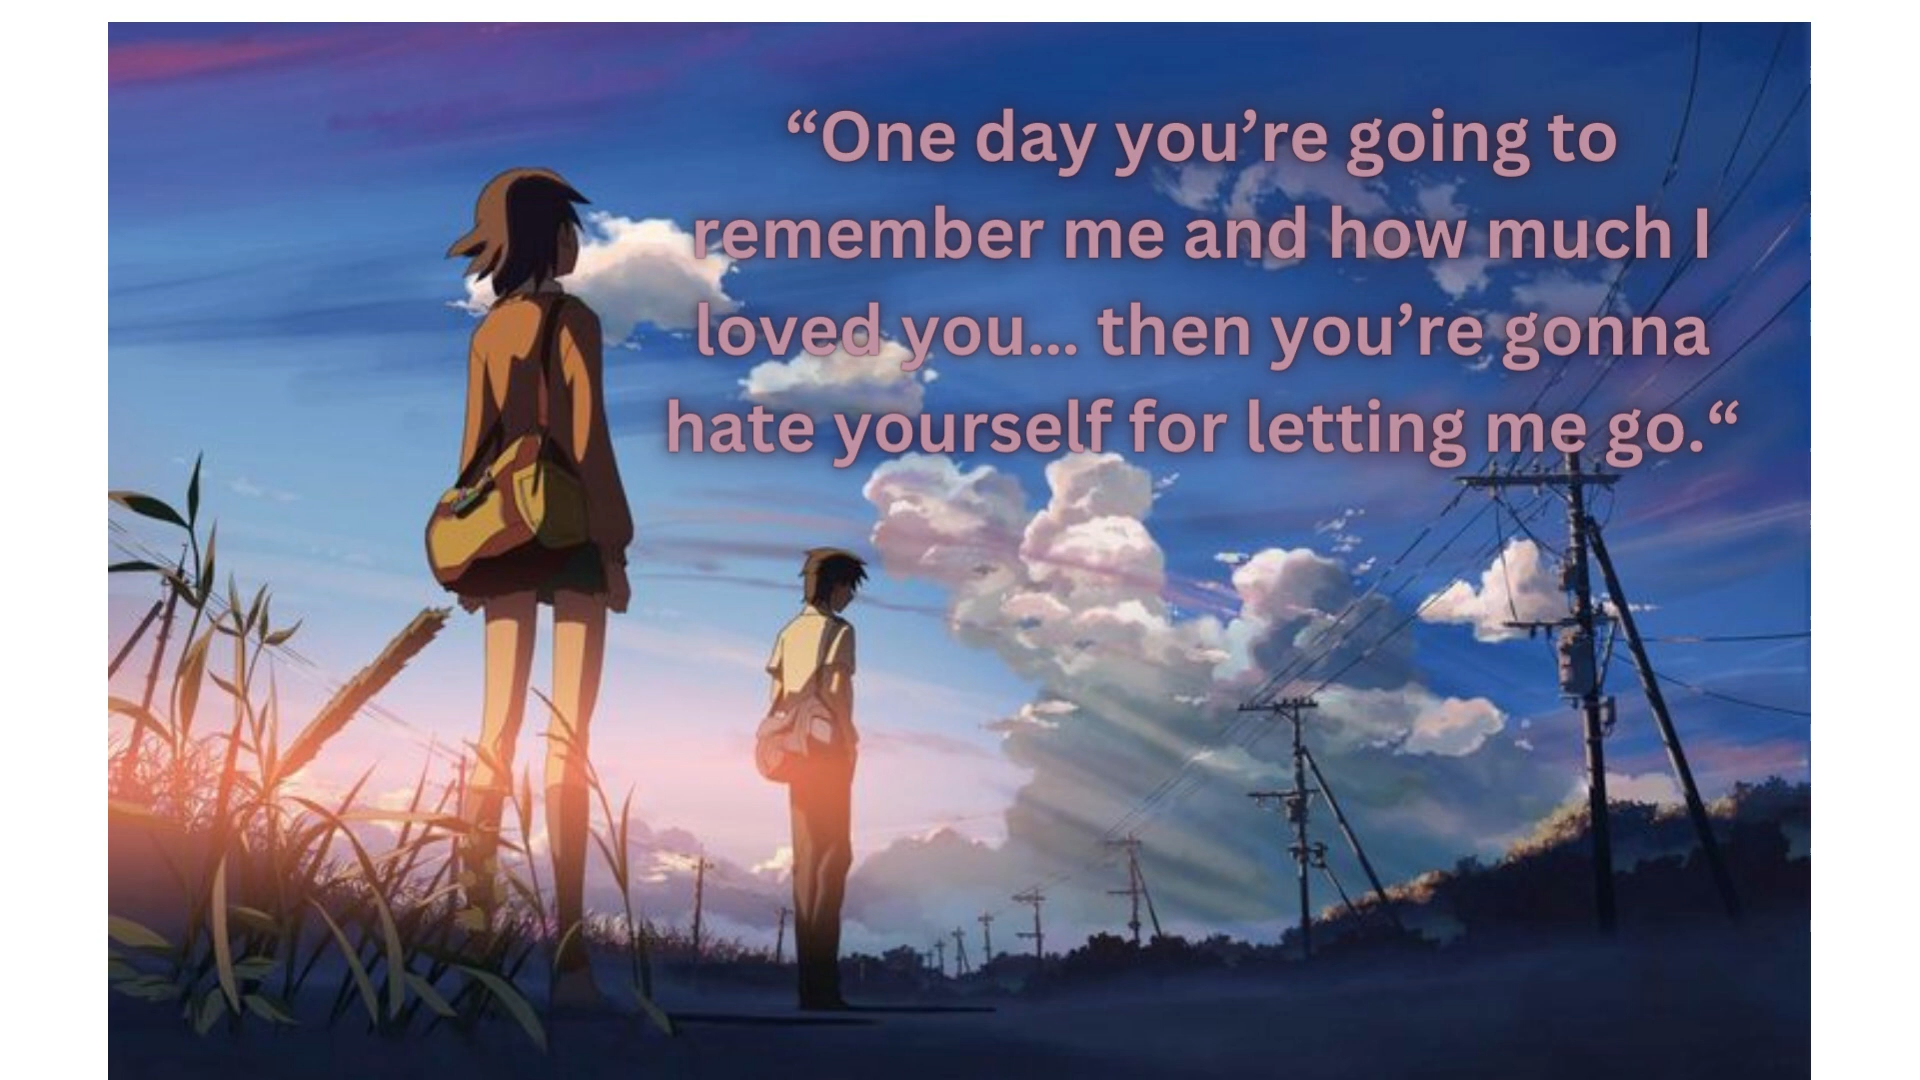 “One day you’re going to
remember me and how much I
loved you... then you’re gonna
hate yourself for letting me go.“